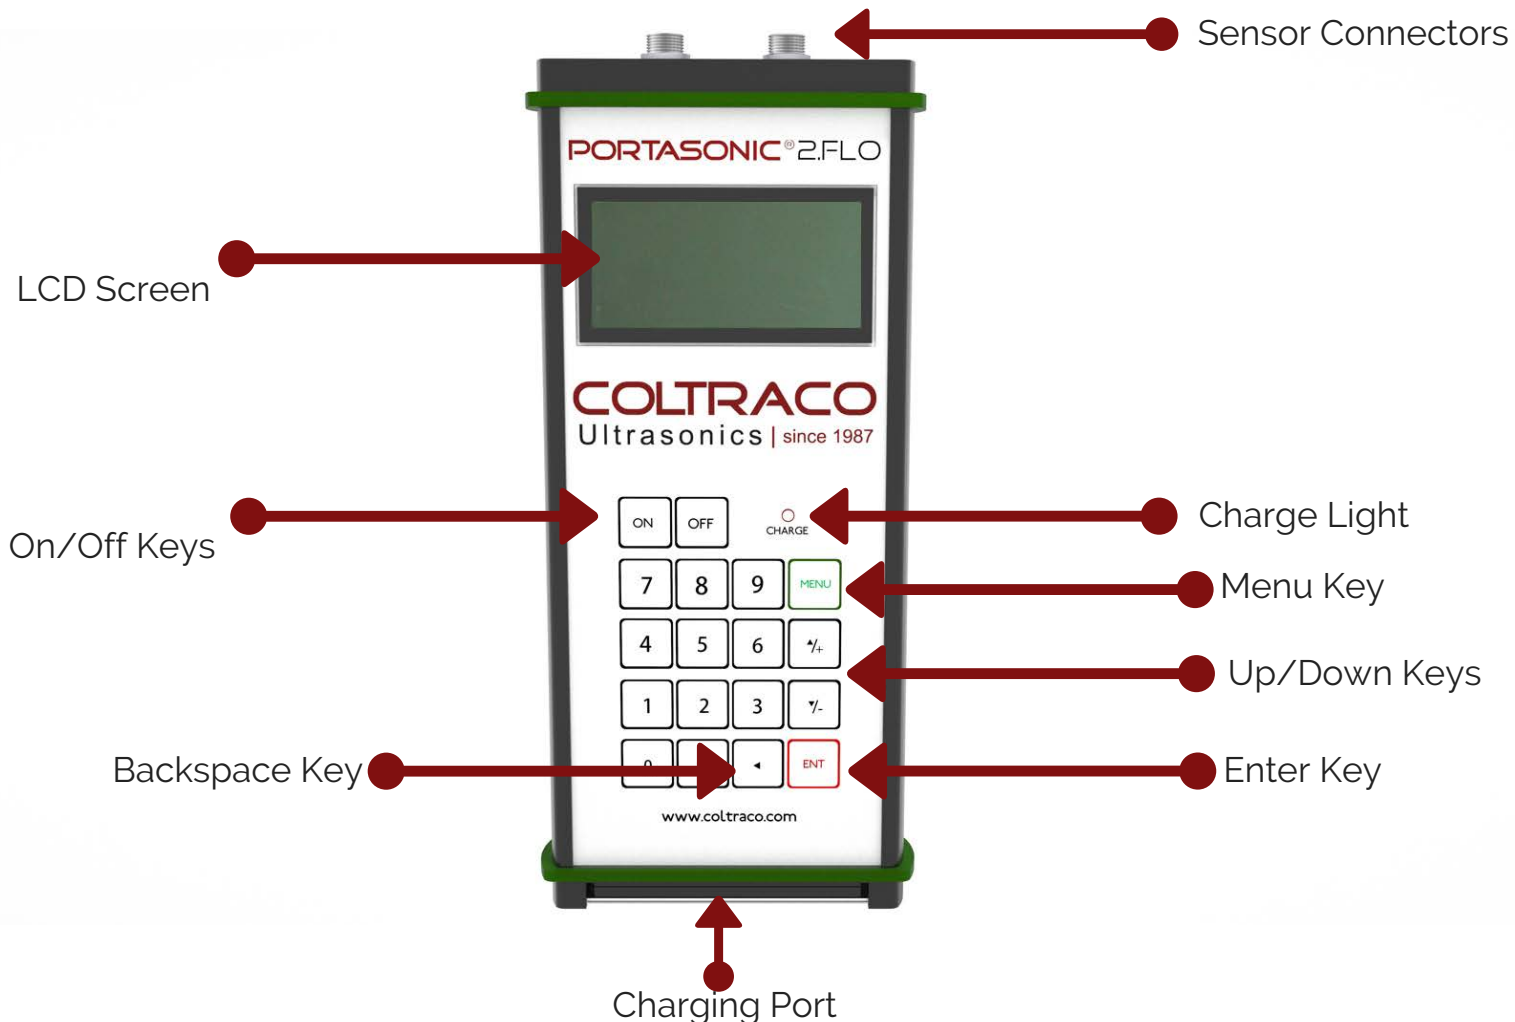 Sensor Connectors
PORTASONIC®2.FLO
LCD Screen
COLTRACO
Ultrasonics | since 1987
On/Off Keys
ON OFF CHARGE
Charge Light
7 8 9 MENU
Menu Key
4 5 6 ▲/+
Up/Down Keys
1 2 3 ▼/-
Backspace Key
0 ◄ ENT
Enter Key
www.coltraco.com
Charging Port